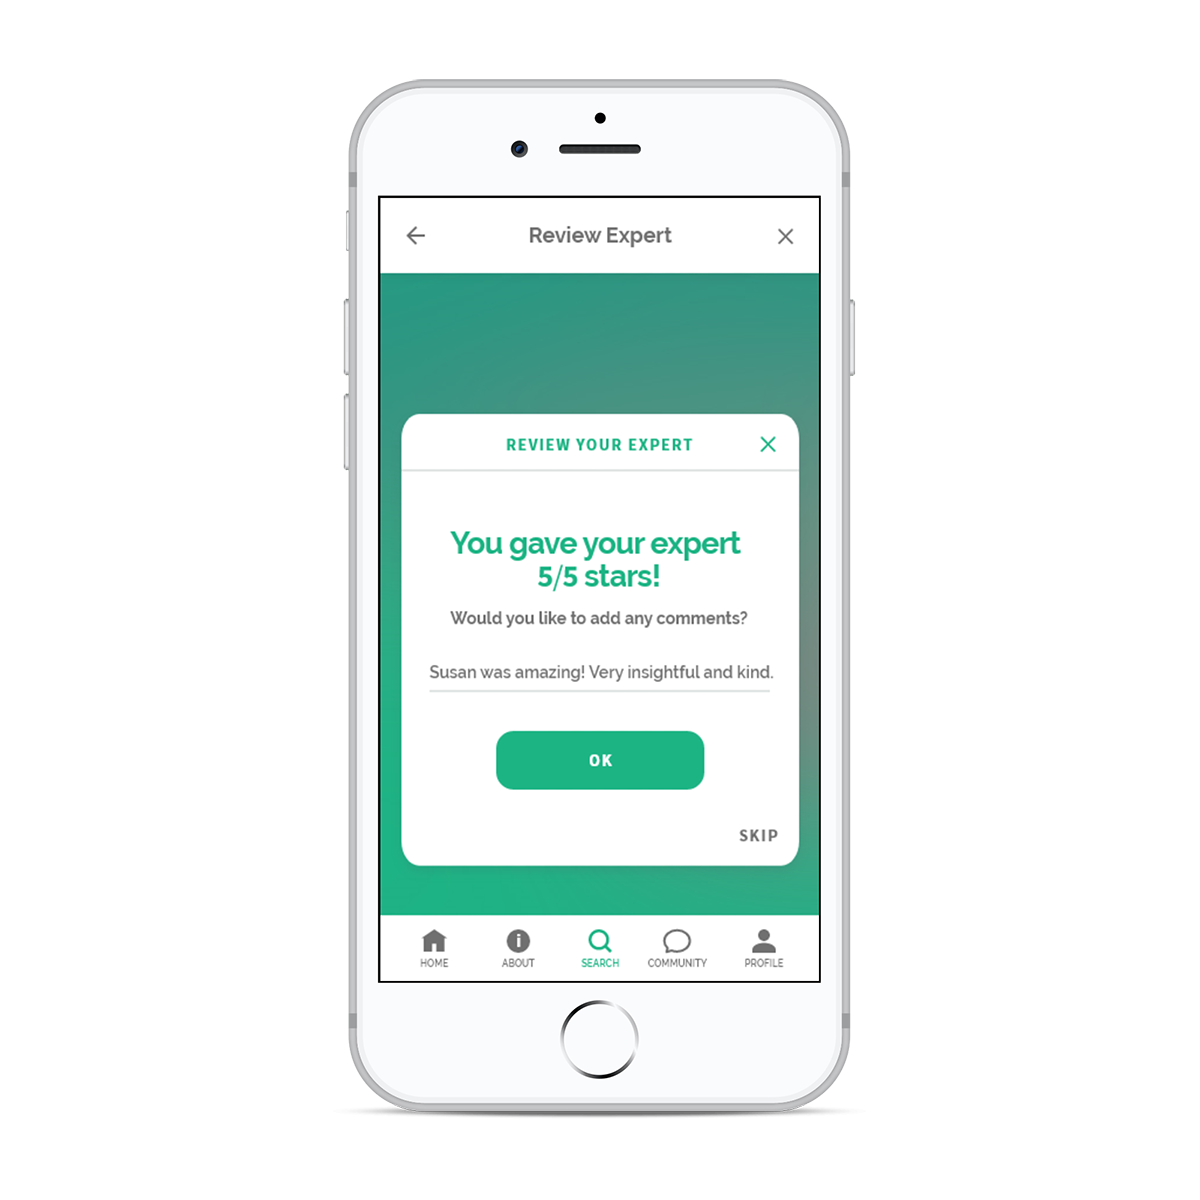 Review Expert
REVIEW YOUR EXPERT
You gave your expert
5/5 stars!
Would you like to add any comments?
Susan was amazing! Very insightful and kind.
OK
SKIP
HOME
ABOUT
SEARCH
COMMUNITY
PROFILE